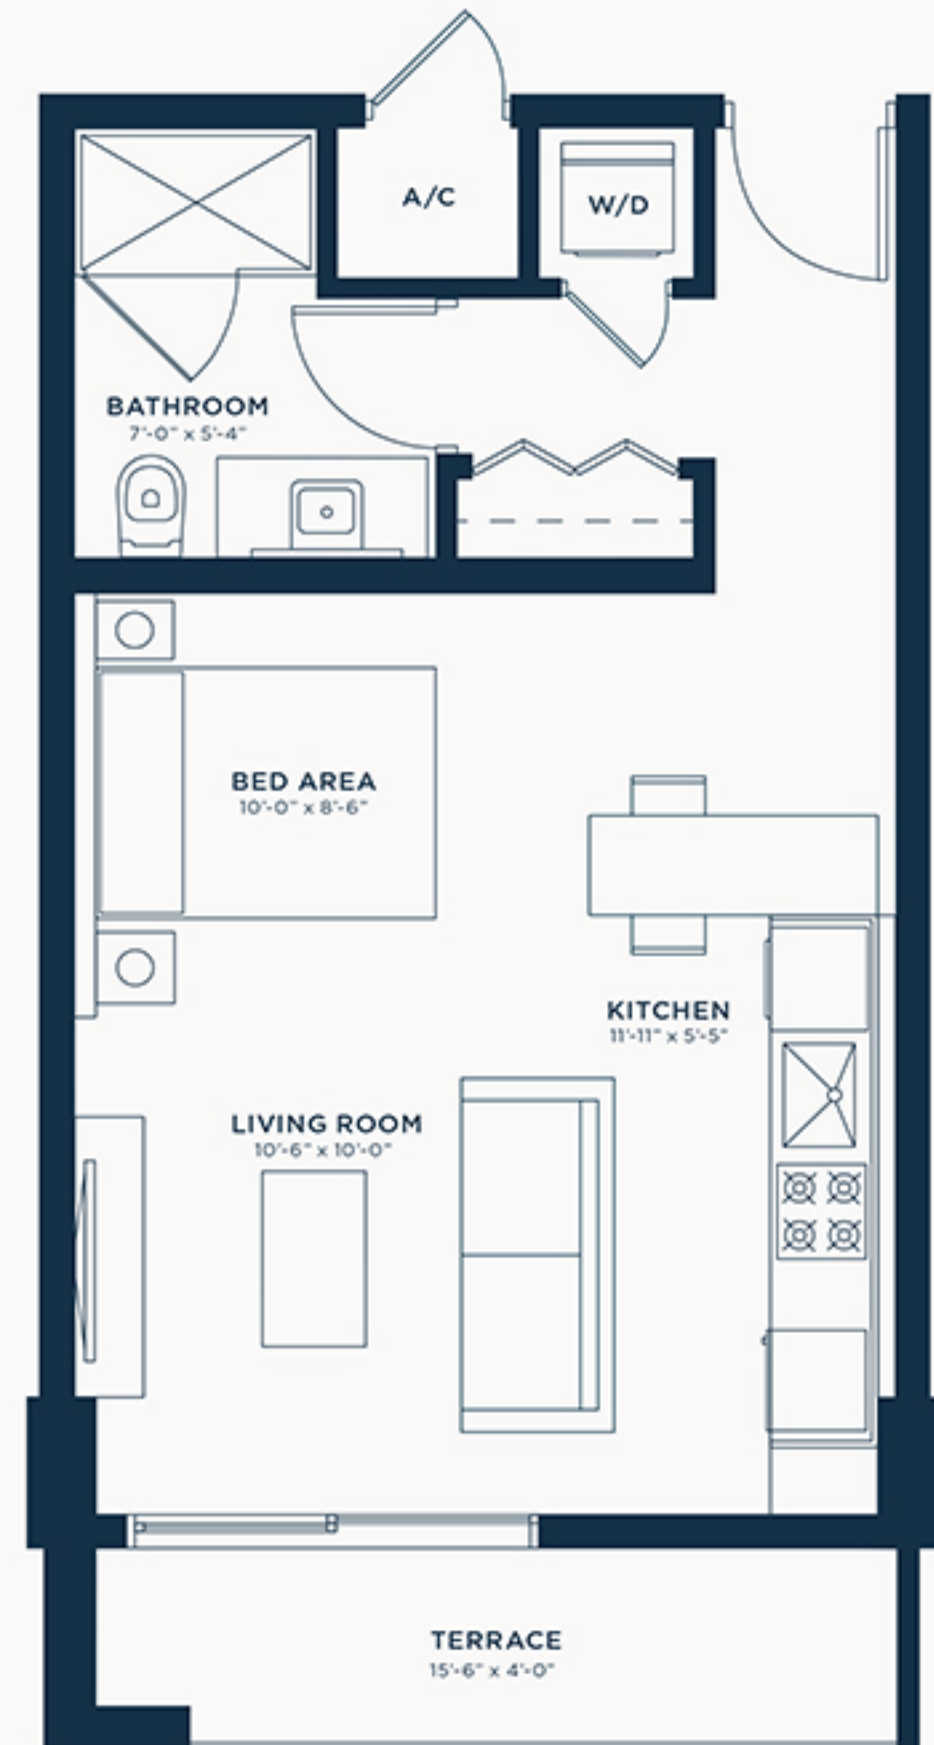 A/C
W/D
BATHROOM
7'-0" x 5'-4"
BED AREA
10'-0" x 8'-6"
KITCHEN
11'-11" x 5'-5"
LIVING ROOM
10'-6" x 10'-0"
TERRACE
15'-6" x 4'-0"